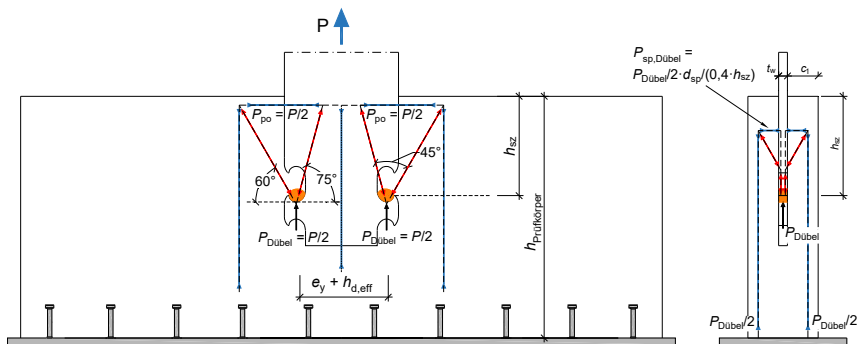 P
P_po = P/2
P_po = P/2
45°
60°
75°
P_Dübel = P/2
P_Dübel = P/2
e_y + h_d,eff
h_sz
h_Prüfkörper
P_sp,Dübel =
P_Dübel/2·d_sp/(0,4·h_sz)
t_w
c_1
h_sz
P_Dübel
P_Dübel/2
P_Dübel/2